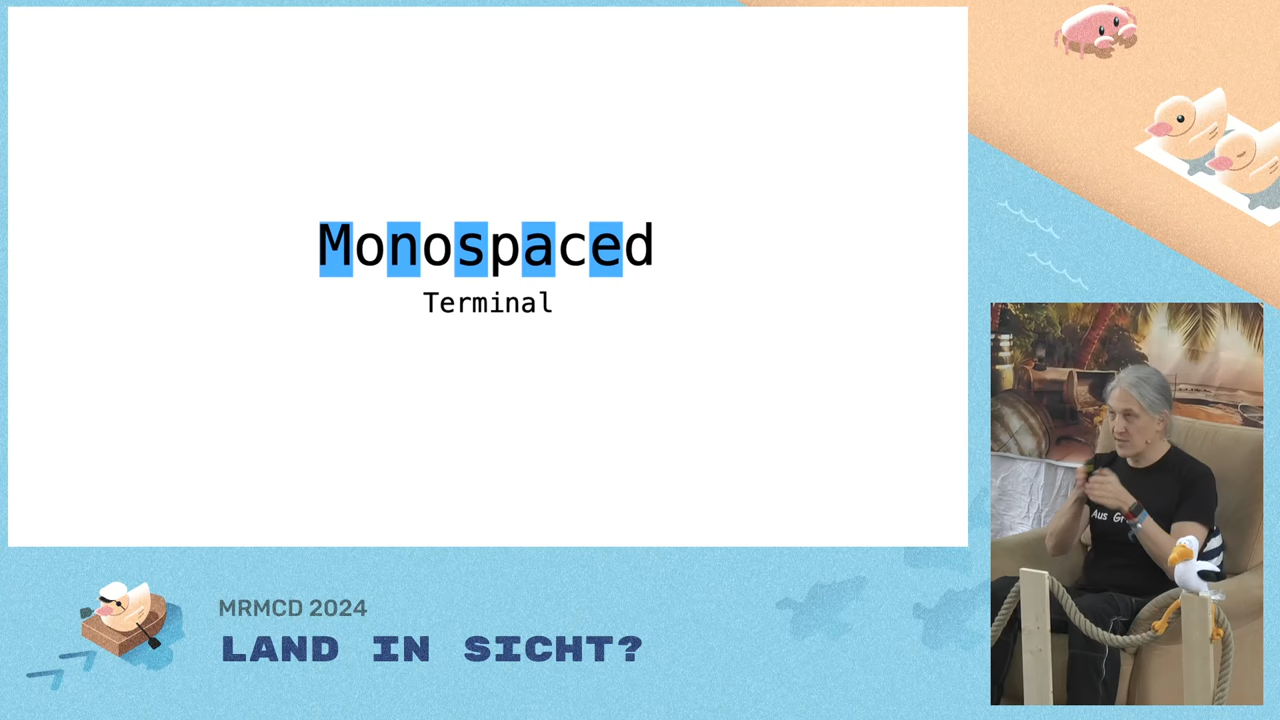 Monospaced
Terminal
Aus Gr
MRMCD 2024
LAND IN SICHT?